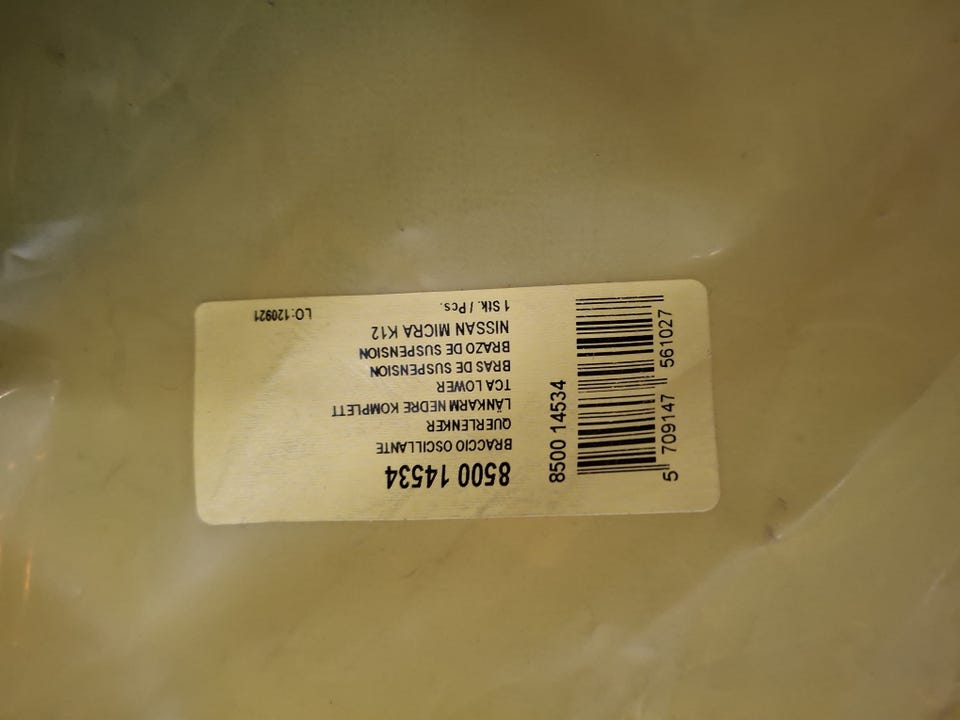 8500 14534
BRACCIO OSCILLANTE
QUERLENKER
LÄNKARM NEDRE KOMPLETT
TCA LOWER
BRAS DE SUSPENSION
BRAZO DE SUSPENSION
NISSAN MICRA K12
1 Stk. / Pcs.
LO:120921
8500 14534
5 709147 561027